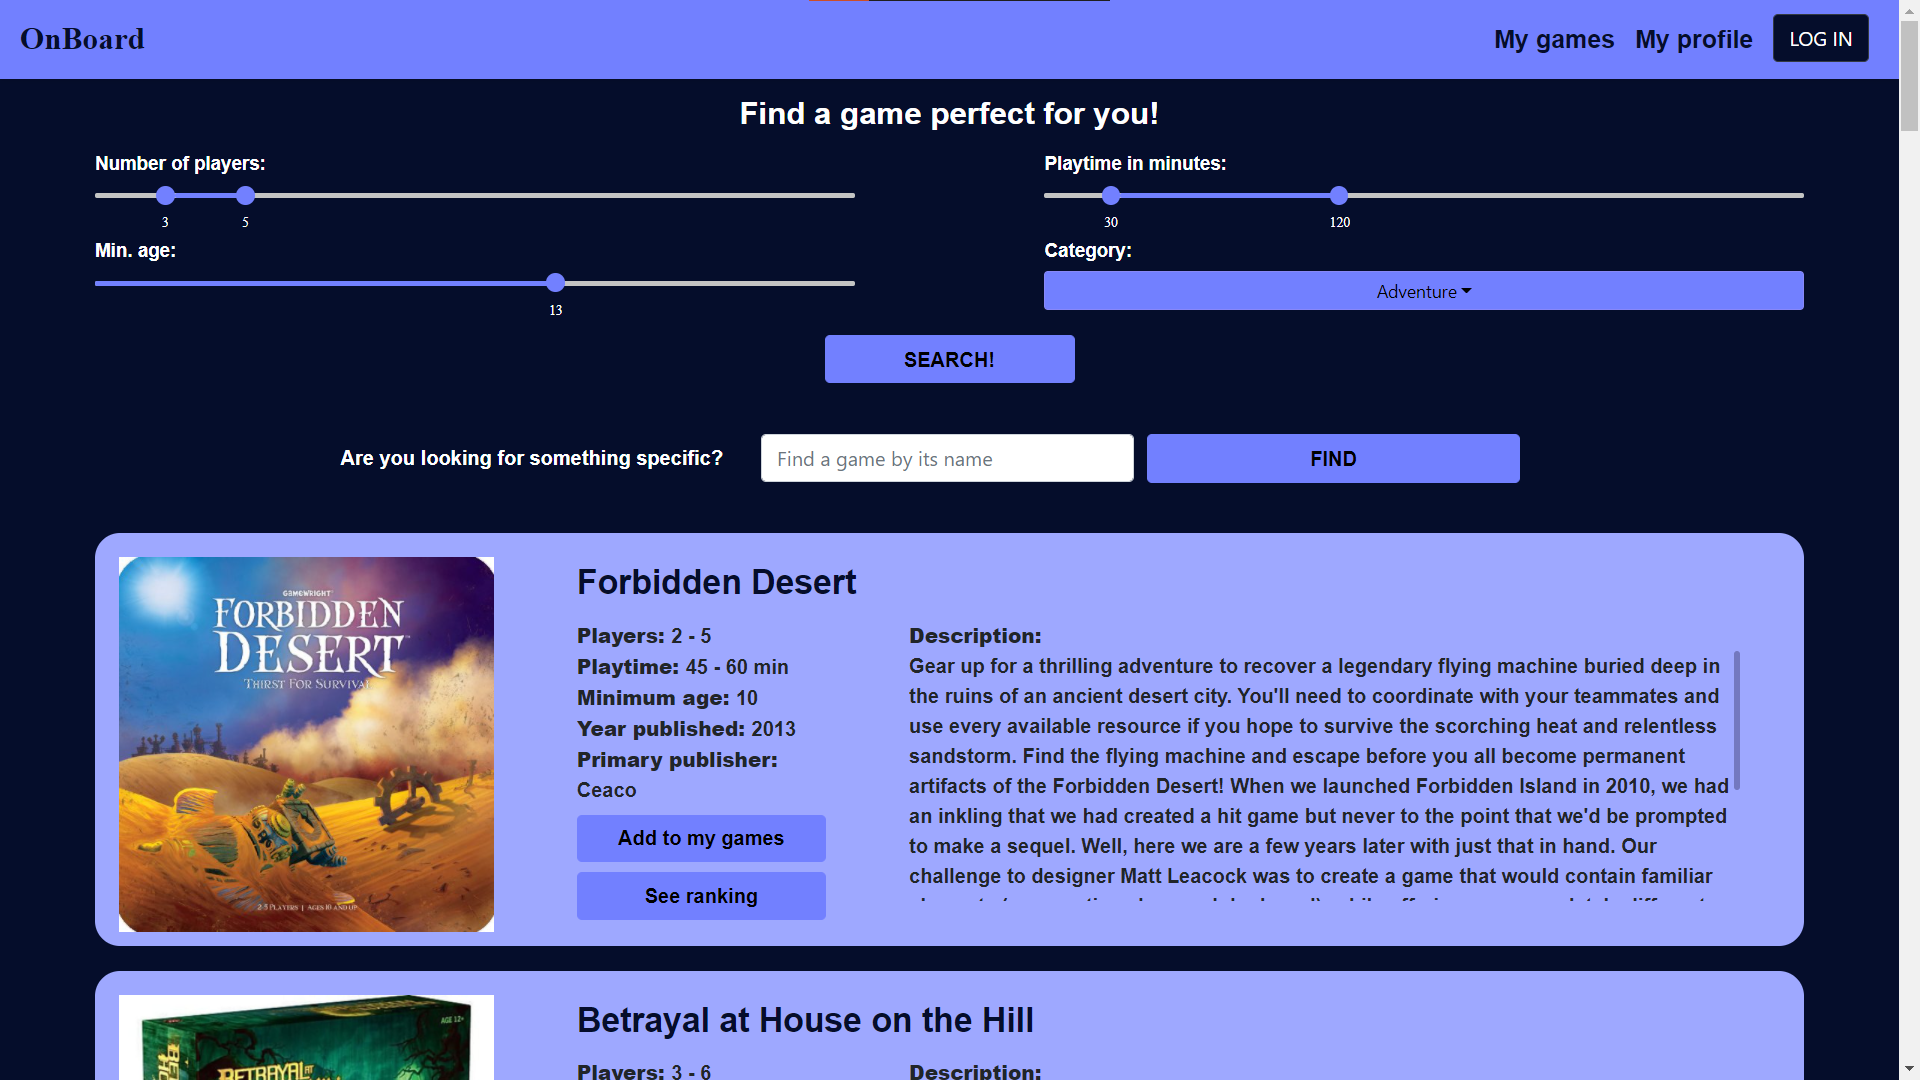 OnBoard
My games
My profile
LOG IN
Find a game perfect for you!
Number of players:
3
5
Playtime in minutes:
30
120
Min. age:
13
Category:
Adventure
SEARCH!
Are you looking for something specific?
Find a game by its name
FIND
GAMEWRIGHT
FORBIDDEN
DESERT
THIRST FOR SURVIVAL
2-5 PLAYERS | AGES 10 AND UP
Forbidden Desert
Players: 2 - 5
Playtime: 45 - 60 min
Minimum age: 10
Year published: 2013
Primary publisher:
Ceaco
Add to my games
See ranking
Description:
Gear up for a thrilling adventure to recover a legendary flying machine buried deep in
the ruins of an ancient desert city. You'll need to coordinate with your teammates and
use every available resource if you hope to survive the scorching heat and relentless
sandstorm. Find the flying machine and escape before you all become permanent
artifacts of the Forbidden Desert! When we launched Forbidden Island in 2010, we had
an inkling that we had created a hit game but never to the point that we'd be prompted
to make a sequel. Well, here we are a few years later with just that in hand. Our
challenge to designer Matt Leacock was to create a game that would contain familiar
AGE 12+
BETRAYAL AT
Betrayal at House on the Hill
Players: 3 - 6
Description: